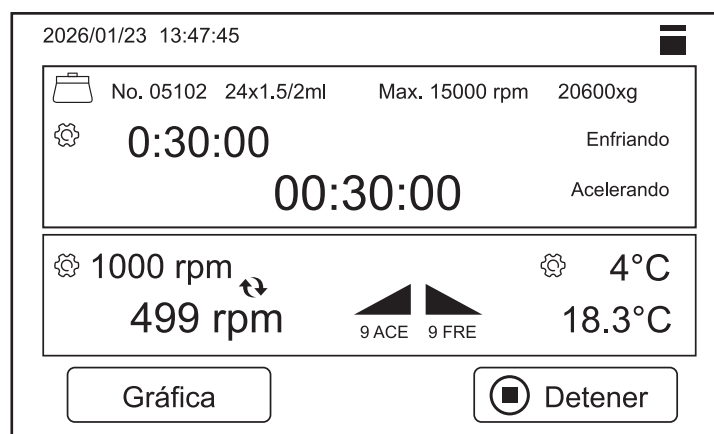 2026/01/23 13:47:45
No. 05102 24x1.5/2ml Max. 15000 rpm 20600xg
0:30:00 Enfriando
00:30:00 Acelerando
1000 rpm 4°C
499 rpm 9 ACE 9 FRE 18.3°C
Gráfica Detener